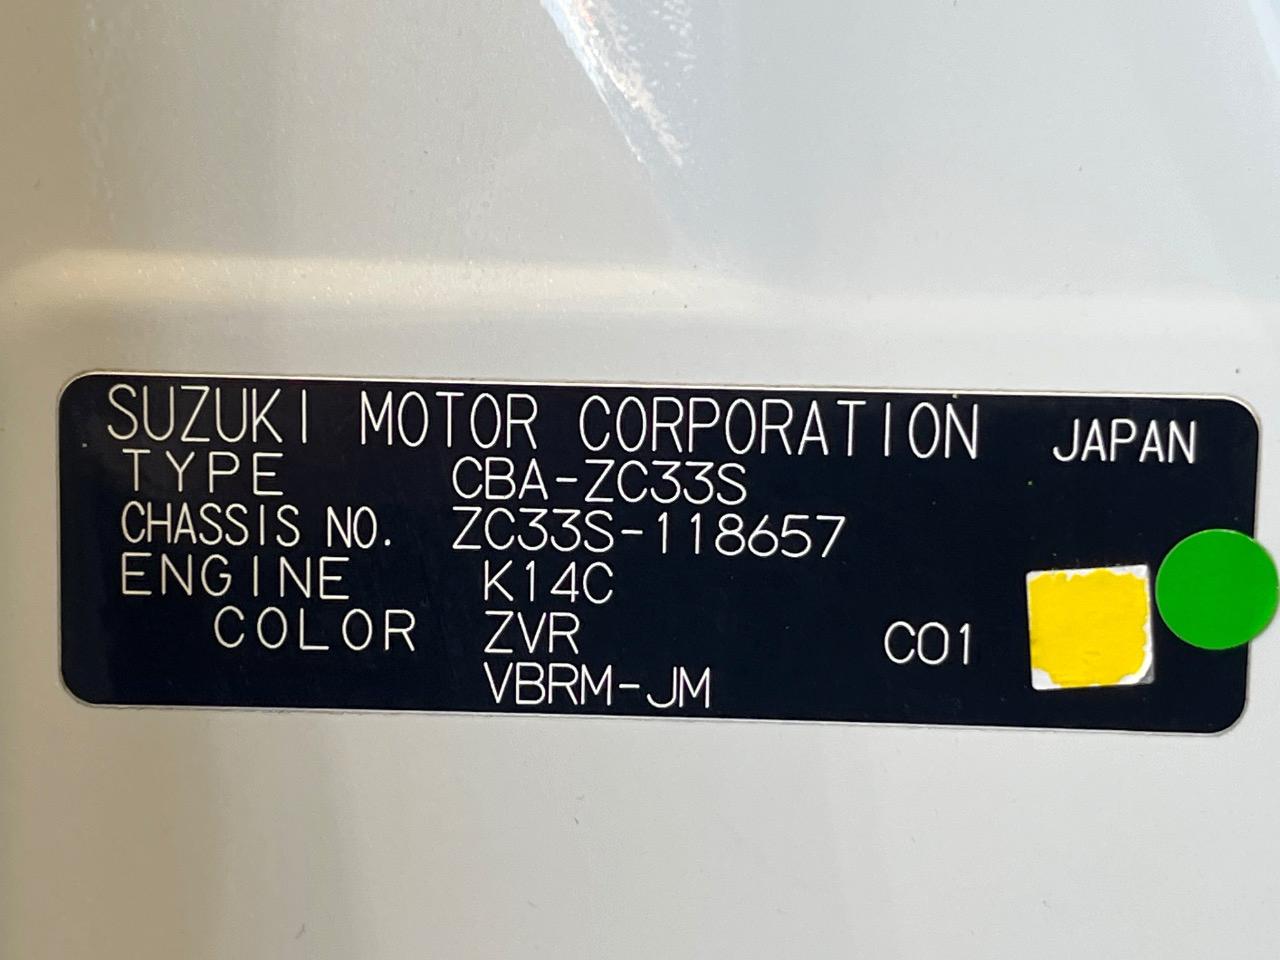 SUZUKI MOTOR CORPORATION JAPAN
TYPE CBA-ZC33S
CHASSIS NO. ZC33S-118657
ENGINE K14C
COLOR ZVR C01
VBRM-JM